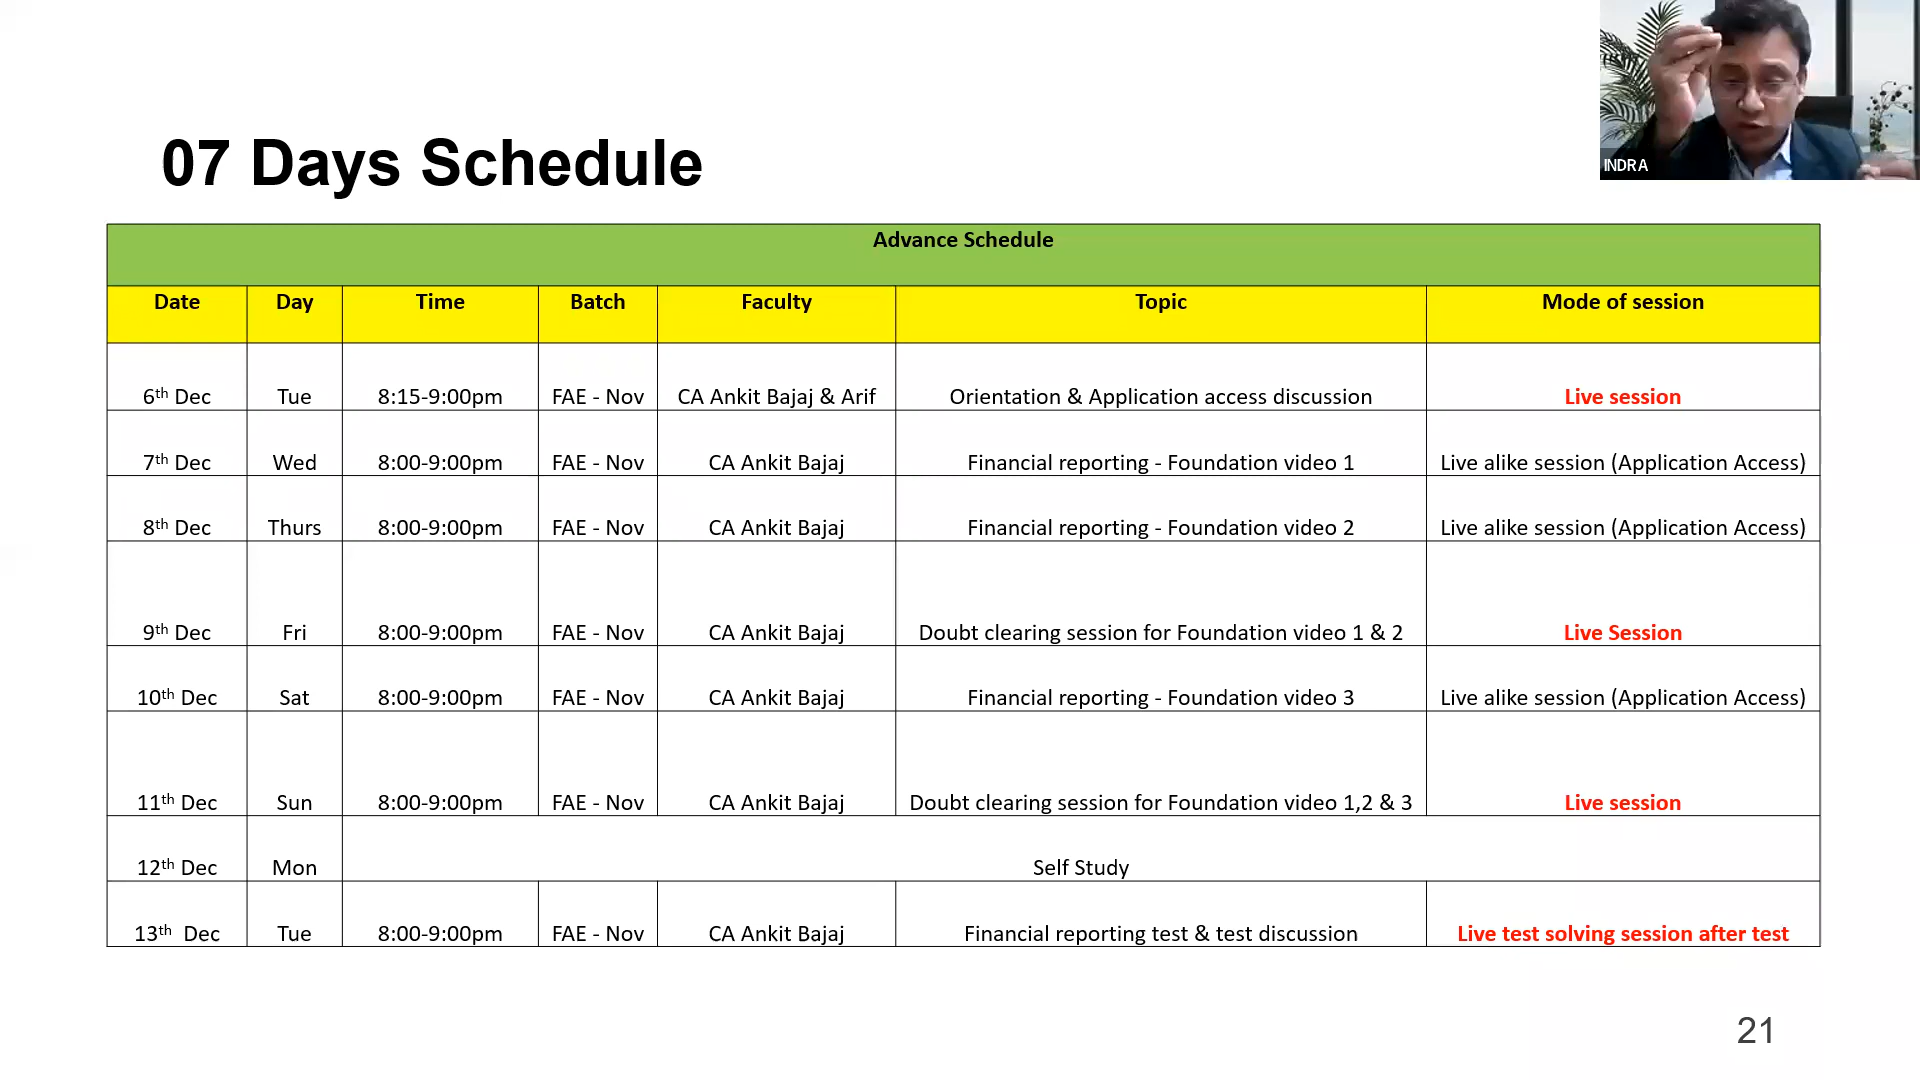 INDRA
07 Days Schedule
Advance Schedule
Date Day Time Batch Faculty Topic Mode of session
6th Dec Tue 8:15-9:00pm FAE - Nov CA Ankit Bajaj & Arif Orientation & Application access discussion Live session
7th Dec Wed 8:00-9:00pm FAE - Nov CA Ankit Bajaj Financial reporting - Foundation video 1 Live alike session (Application Access)
8th Dec Thurs 8:00-9:00pm FAE - Nov CA Ankit Bajaj Financial reporting - Foundation video 2 Live alike session (Application Access)
9th Dec Fri 8:00-9:00pm FAE - Nov CA Ankit Bajaj Doubt clearing session for Foundation video 1 & 2 Live Session
10th Dec Sat 8:00-9:00pm FAE - Nov CA Ankit Bajaj Financial reporting - Foundation video 3 Live alike session (Application Access)
11th Dec Sun 8:00-9:00pm FAE - Nov CA Ankit Bajaj Doubt clearing session for Foundation video 1,2 & 3 Live session
12th Dec Mon Self Study
13th Dec Tue 8:00-9:00pm FAE - Nov CA Ankit Bajaj Financial reporting test & test discussion Live test solving session after test
21